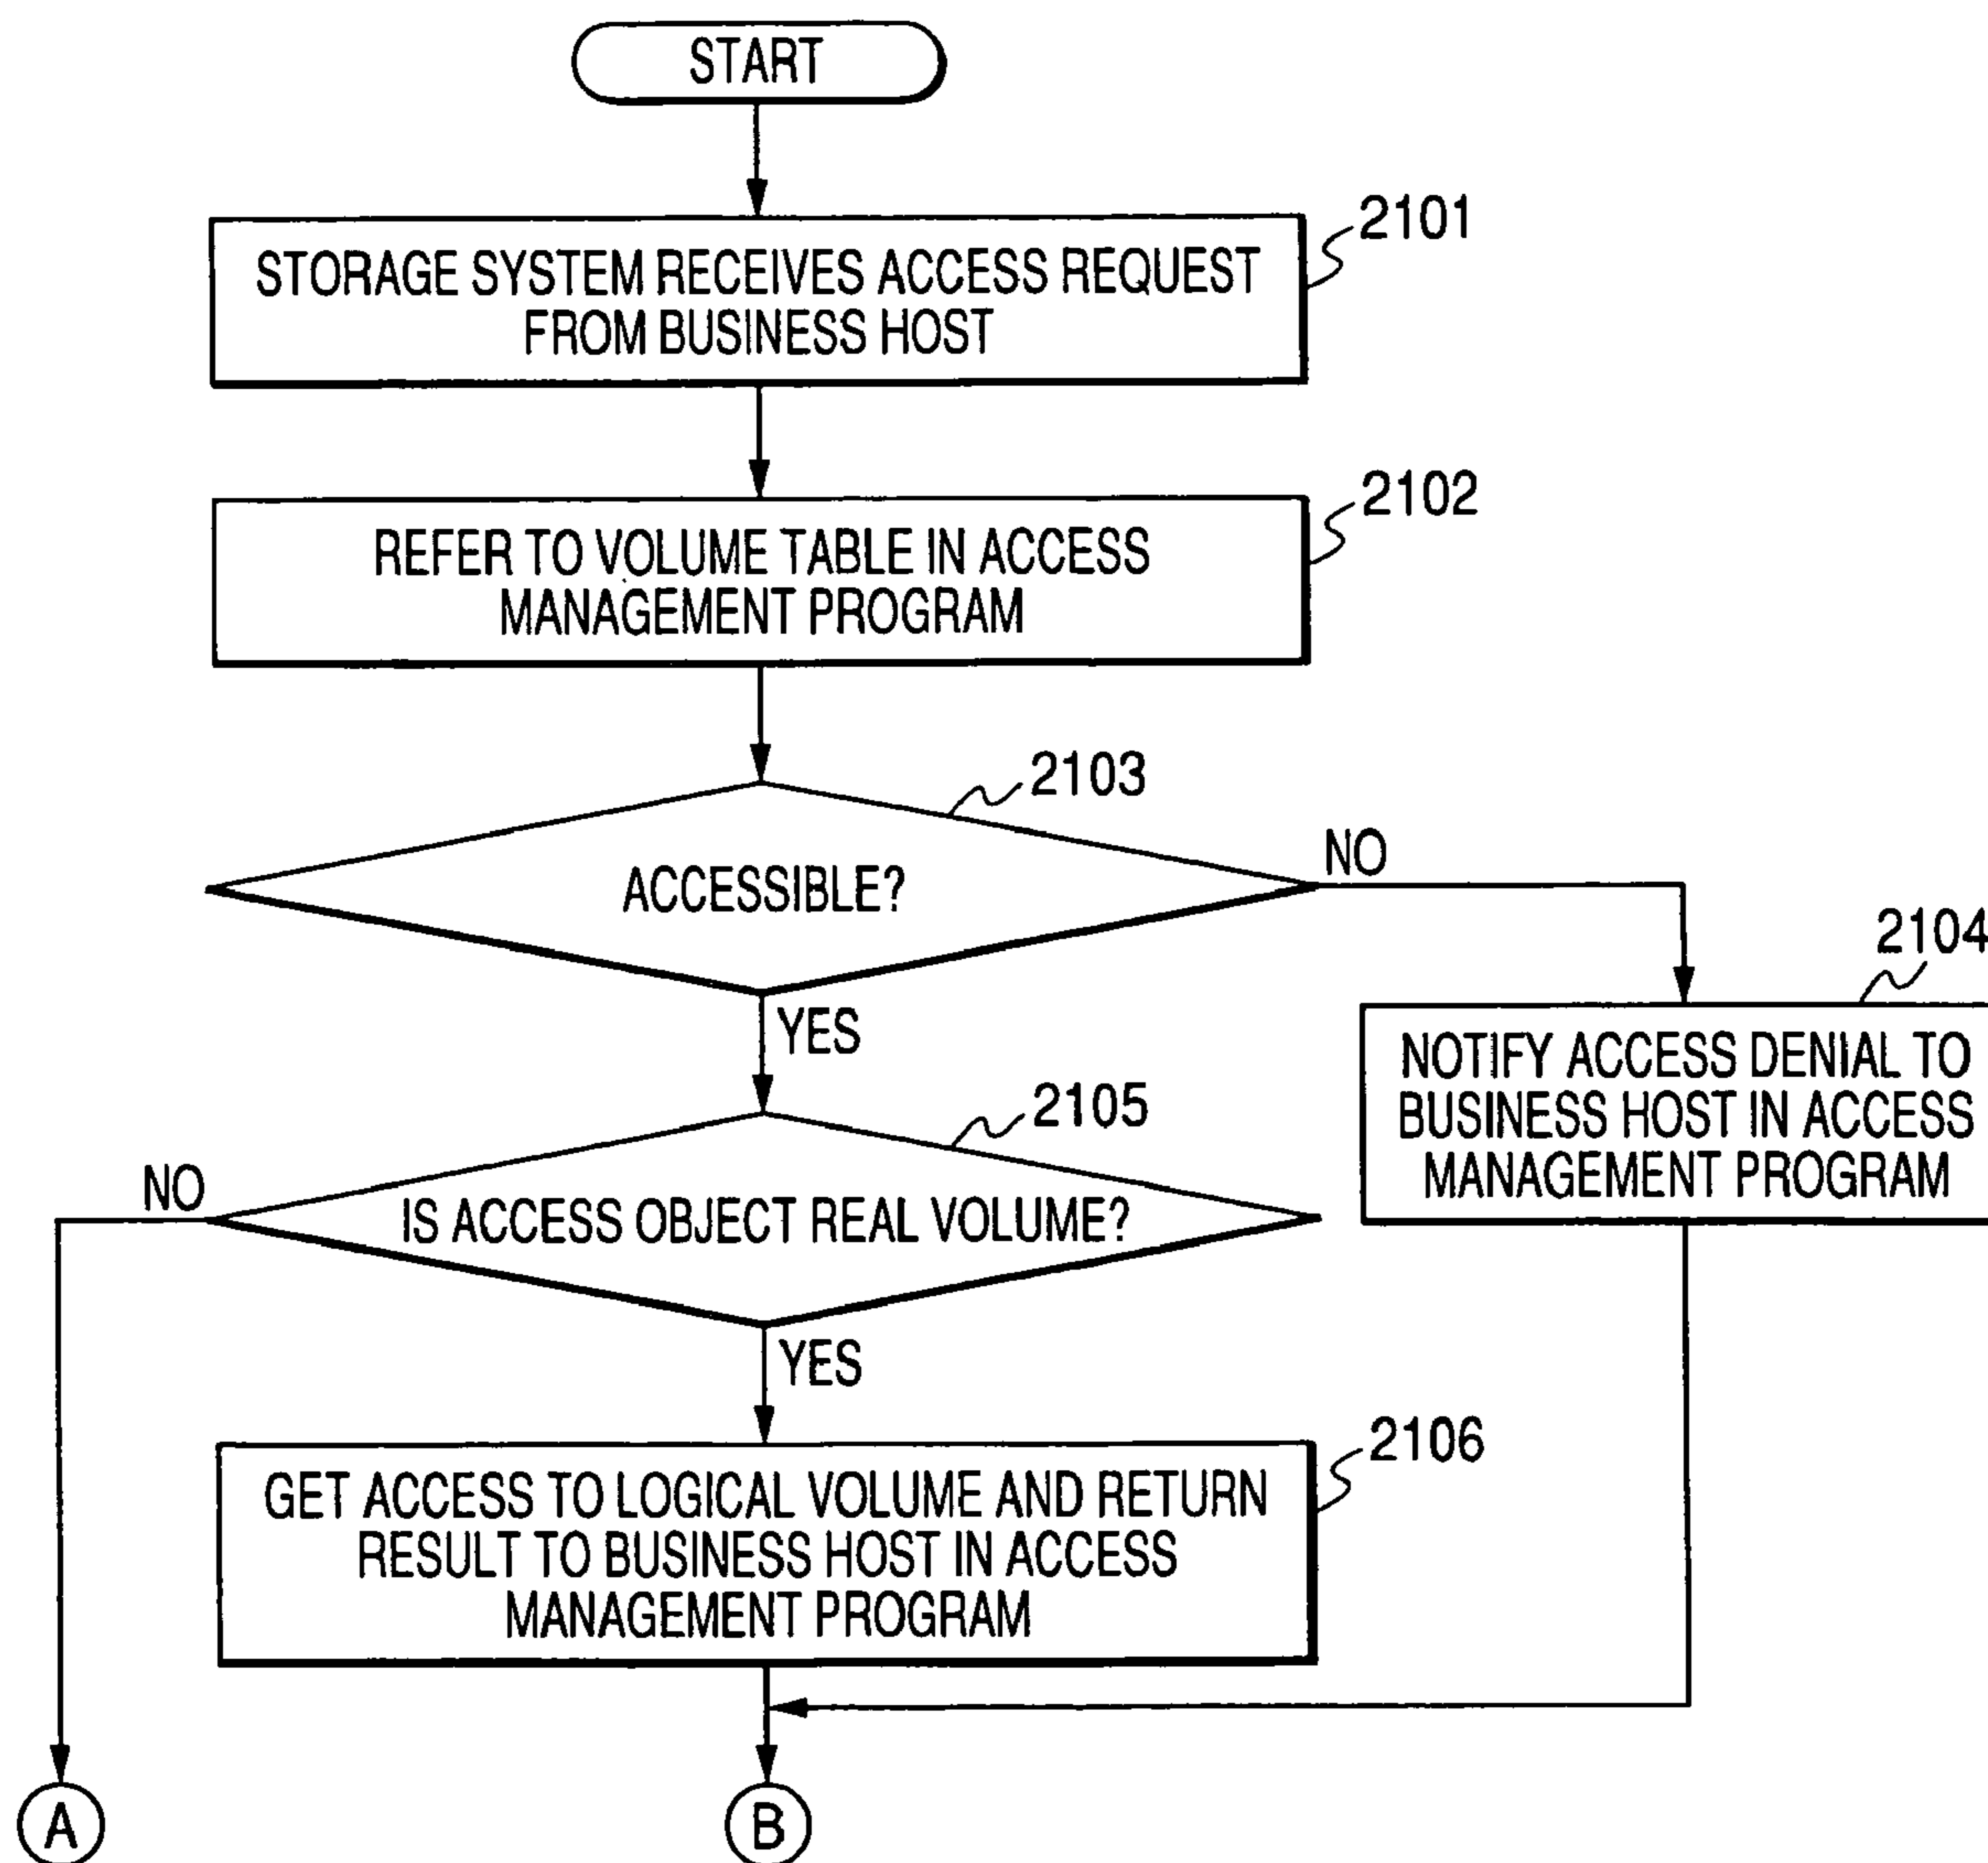 START
2101
STORAGE SYSTEM RECEIVES ACCESS REQUEST
FROM BUSINESS HOST
2102
REFER TO VOLUME TABLE IN ACCESS
MANAGEMENT PROGRAM
2103
ACCESSIBLE?
NO
2104
YES
NOTIFY ACCESS DENIAL TO
BUSINESS HOST IN ACCESS
MANAGEMENT PROGRAM
2105
NO
IS ACCESS OBJECT REAL VOLUME?
YES
2106
GET ACCESS TO LOGICAL VOLUME AND RETURN
RESULT TO BUSINESS HOST IN ACCESS
MANAGEMENT PROGRAM
A
B